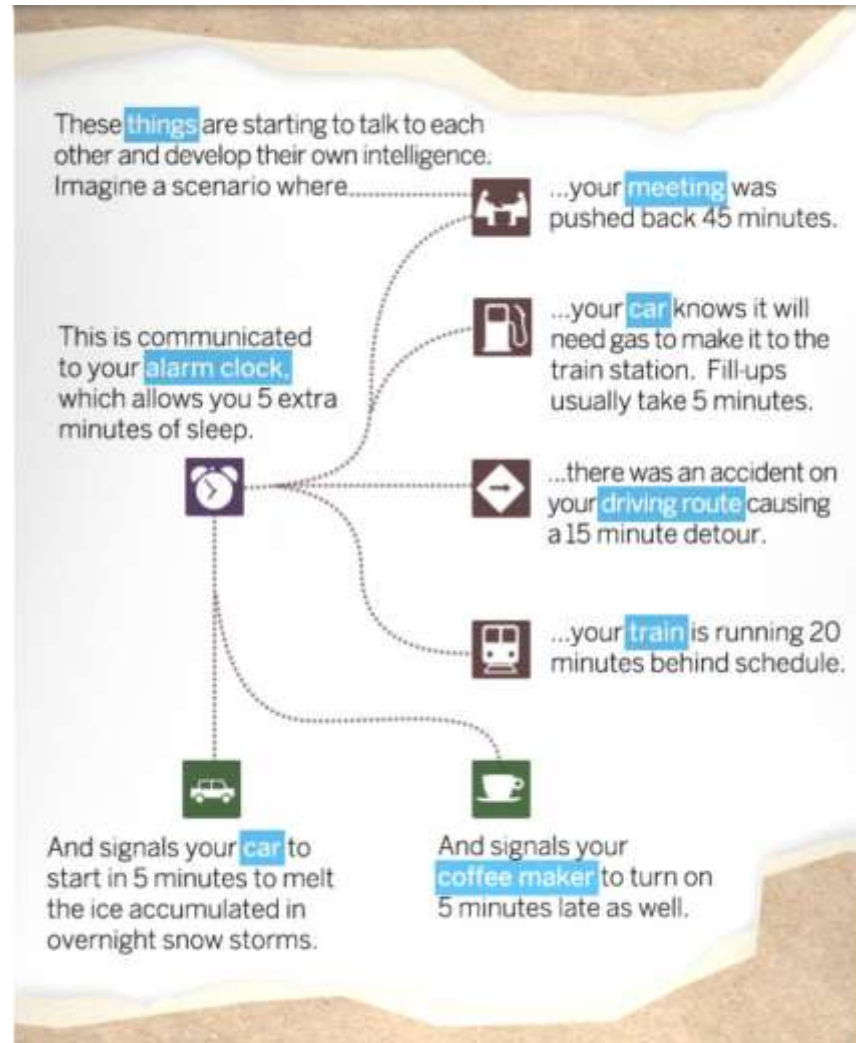 These things are starting to talk to each
other and develop their own intelligence.
Imagine a scenario where
...your meeting was
pushed back 45 minutes.
...your car knows it will
need gas to make it to the
train station. Fill-ups
usually take 5 minutes.
...there was an accident on
your driving route causing
a 15 minute detour.
...your train is running 20
minutes behind schedule.
This is communicated
to your alarm clock,
which allows you 5 extra
minutes of sleep.
And signals your car to
start in 5 minutes to melt
the ice accumulated in
overnight snow storms.
And signals your
coffee maker to turn on
5 minutes late as well.